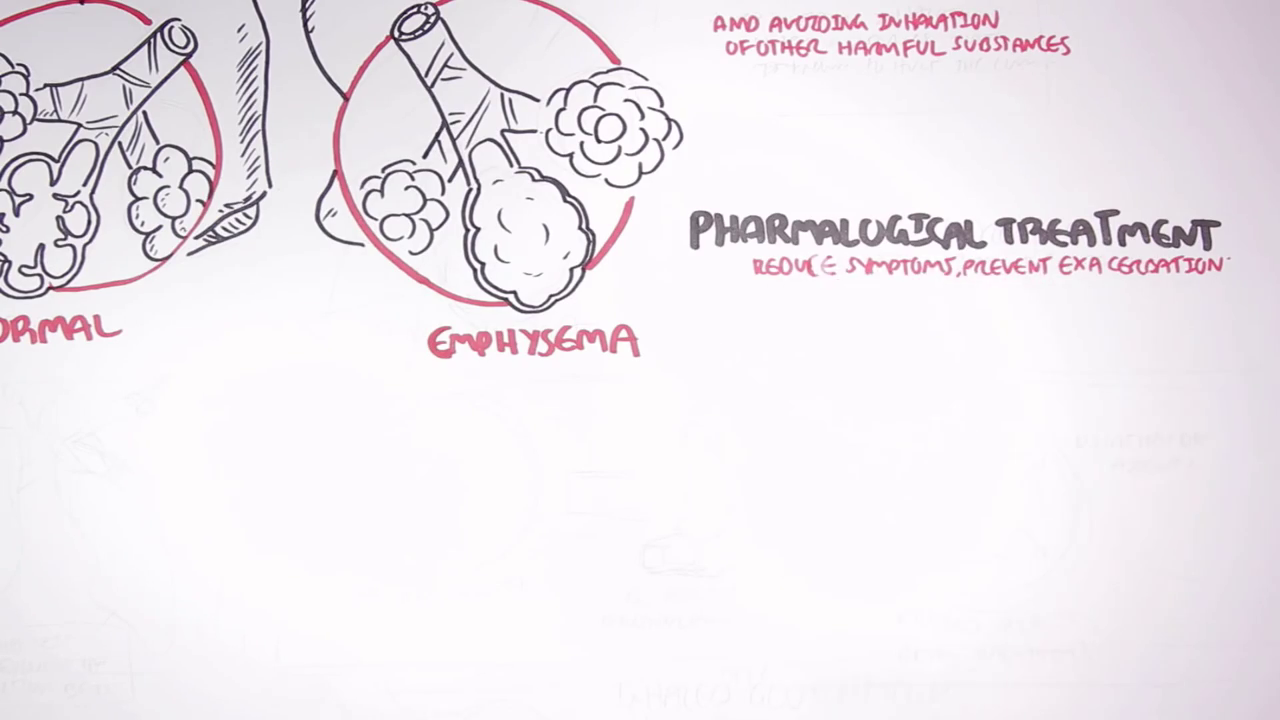 AND AVOIDING INHALATION
OF OTHER HARMFUL SUBSTANCES
PHARMALOGICAL TREATMENT
REDUCE SYMPTOMS, PREVENT EXACERBATION
ORMAL
EMPHYSEMA